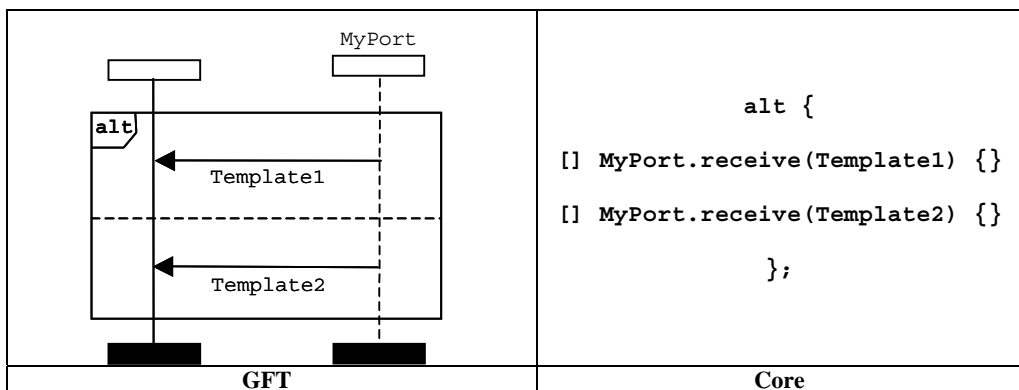 MyPort
alt
Template1
Template2
alt {
[] MyPort.receive(Template1) {}
[] MyPort.receive(Template2) {}
};
GFT
Core